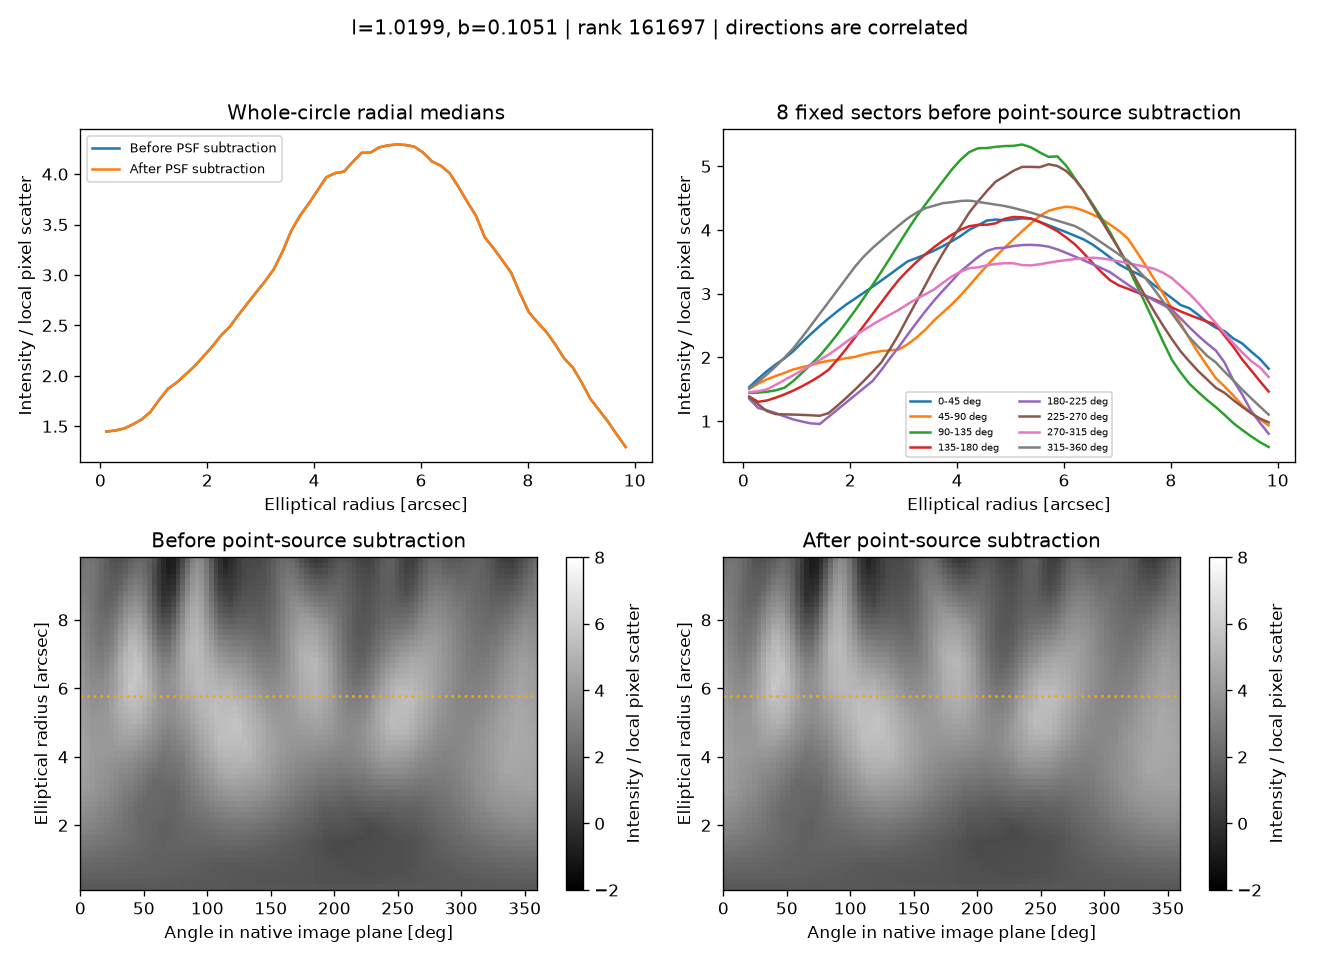 l=1.0199, b=0.1051 | rank 161697 | directions are correlated
Whole-circle radial medians
Before PSF subtraction
After PSF subtraction
4.0
3.5
3.0
2.5
2.0
1.5
Intensity / local pixel scatter
0 2 4 6 8 10
Elliptical radius [arcsec]
8 fixed sectors before point-source subtraction
5
4
3
2
1
Intensity / local pixel scatter
0-45 deg
45-90 deg
90-135 deg
135-180 deg
180-225 deg
225-270 deg
270-315 deg
315-360 deg
0 2 4 6 8 10
Elliptical radius [arcsec]
Before point-source subtraction
8
6
4
2
Elliptical radius [arcsec]
0 50 100 150 200 250 300 350
Angle in native image plane [deg]
8
6
4
2
0
−2
Intensity / local pixel scatter
After point-source subtraction
8
6
4
2
Elliptical radius [arcsec]
0 50 100 150 200 250 300 350
Angle in native image plane [deg]
8
6
4
2
0
−2
Intensity / local pixel scatter